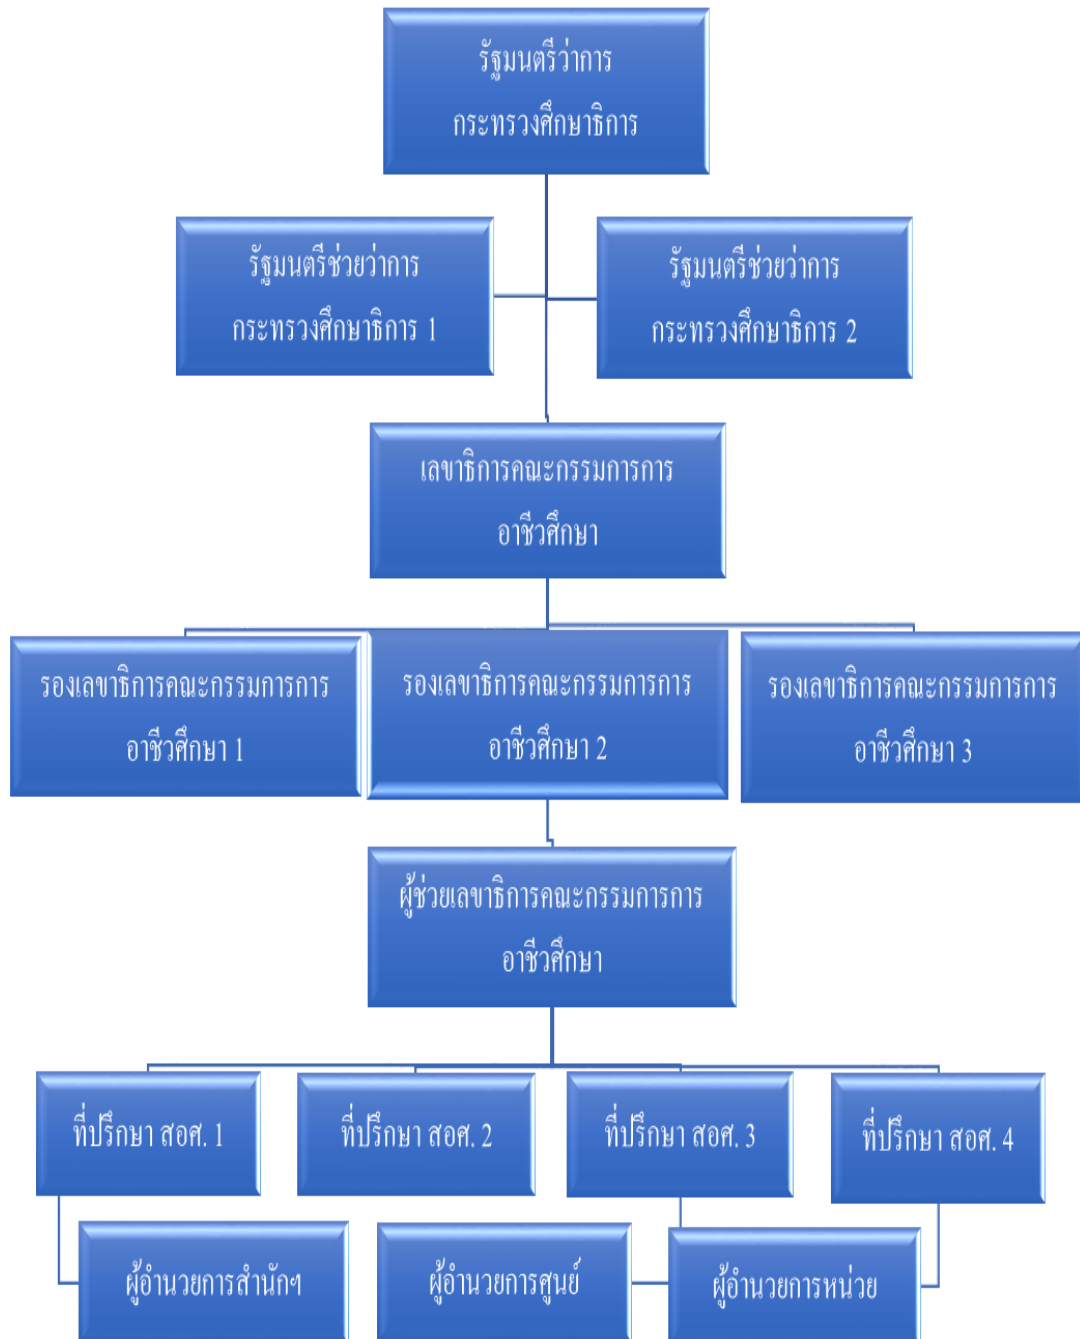 รัฐมนตรีว่าการ
กระทรวงศึกษาธิการ
รัฐมนตรีช่วยว่าการ
กระทรวงศึกษาธิการ 1
รัฐมนตรีช่วยว่าการ
กระทรวงศึกษาธิการ 2
เลขาธิการคณะกรรมการการ
อาชีวศึกษา
รองเลขาธิการคณะกรรมการการ
อาชีวศึกษา 1
รองเลขาธิการคณะกรรมการการ
อาชีวศึกษา 2
รองเลขาธิการคณะกรรมการการ
อาชีวศึกษา 3
ผู้ช่วยเลขาธิการคณะกรรมการการ
อาชีวศึกษา
ที่ปรึกษา สอศ. 1
ที่ปรึกษา สอศ. 2
ที่ปรึกษา สอศ. 3
ที่ปรึกษา สอศ. 4
ผู้อำนวยการสำนักฯ
ผู้อำนวยการศูนย์
ผู้อำนวยการหน่วย